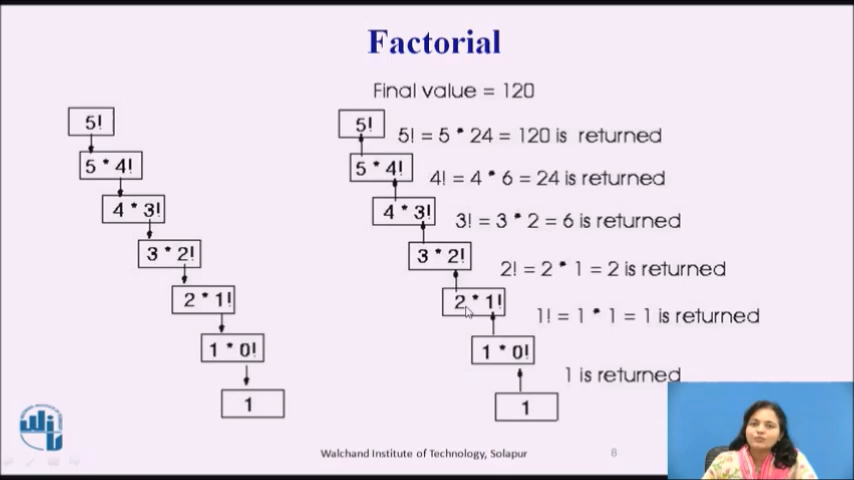 Factorial
Final value = 120
5!
5 * 4!
4 * 3!
3 * 2!
2 * 1!
1 * 0!
1
5!
5! = 5 * 24 = 120 is returned
5 * 4!
4! = 4 * 6 = 24 is returned
4 * 3!
3! = 3 * 2 = 6 is returned
3 * 2!
2! = 2 * 1 = 2 is returned
2 * 1!
1! = 1 * 1 = 1 is returned
1 * 0!
1 is returned
1
Walchand Institute of Technology, Solapur
8